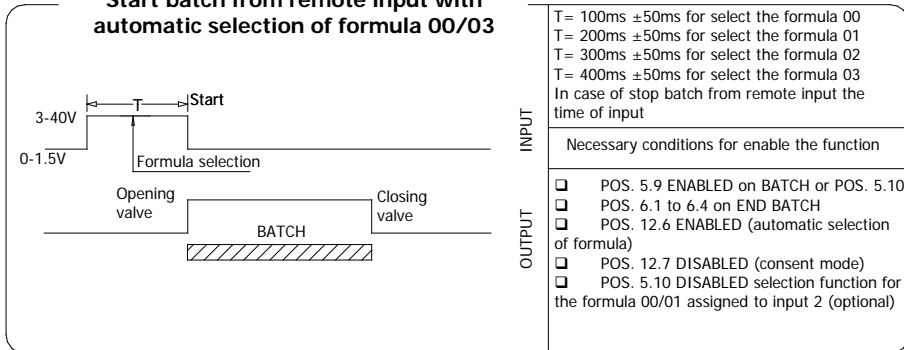 Start batch from remote input with
automatic selection of formula 00/03
T
Start
3-40V
0-1.5V
Formula selection
Opening
valve
Closing
valve
BATCH
INPUT
OUTPUT
T= 100ms ±50ms for select the formula 00
T= 200ms ±50ms for select the formula 01
T= 300ms ±50ms for select the formula 02
T= 400ms ±50ms for select the formula 03
In case of stop batch from remote input the
time of input
Necessary conditions for enable the function
❑ POS. 5.9 ENABLED on BATCH or POS. 5.10
❑ POS. 6.1 to 6.4 on END BATCH
❑ POS. 12.6 ENABLED (automatic selection
of formula)
❑ POS. 12.7 DISABLED (consent mode)
❑ POS. 5.10 DISABLED selection function for
the formula 00/01 assigned to input 2 (optional)